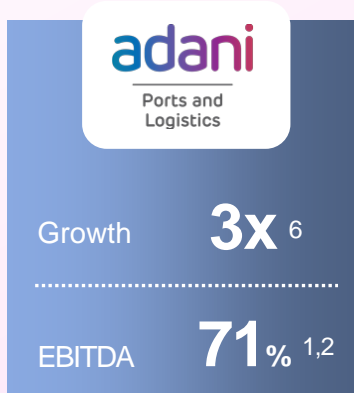 adani
Ports and
Logistics
Growth 3x 6
EBITDA 71% 1,2